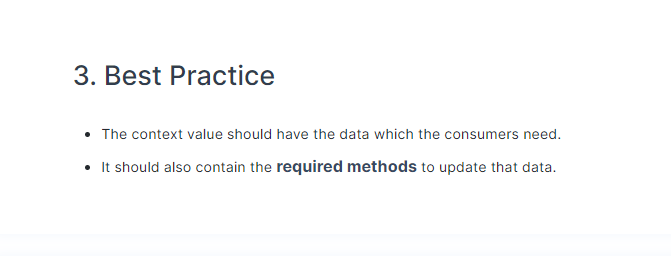 3. Best Practice
The context value should have the data which the consumers need.
It should also contain the required methods to update that data.